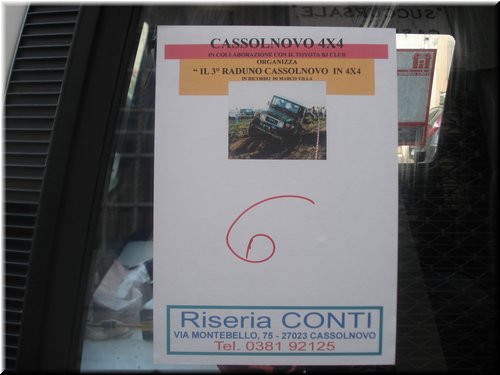 "SUCCURSALE"
CASSOLNOVO 4X4
IN COLLABORAZIONE CON IL TOYOTA BJ CLUB
ORGANIZZA
" IL 3° RADUNO CASSOLNOVO IN 4X4
IN RICORDO DI MARCO VILLA
6
Riseria CONTI
VIA MONTEBELLO, 75 - 27023 CASSOLNOVO
Tel. 0381 92125